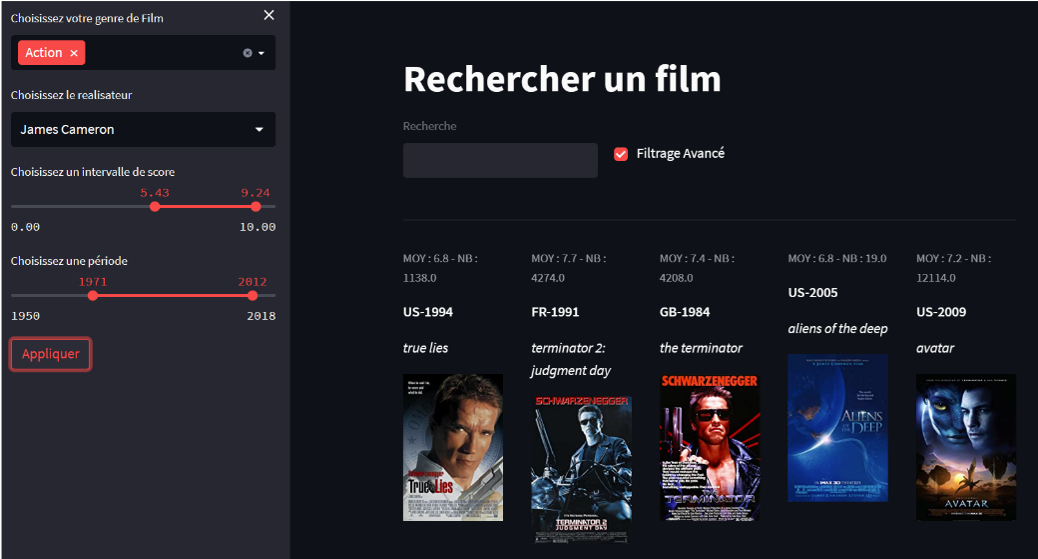 Choisissez votre genre de Film
Action
Choisissez le realisateur
James Cameron
Choisissez un intervalle de score
5.43 9.24
0.00 10.00
Choisissez une période
1971 2012
1950 2018
Appliquer
Rechercher un film
Recherche
Filtrage Avancé
MOY : 6.8 - NB :
1138.0
US-1994
true lies
True Lies
MOY : 7.7 - NB :
4274.0
FR-1991
terminator 2:
judgment day
SCHWARZENEGGER
TERMINATOR 2
JUDGMENT DAY
MOY : 7.4 - NB :
4208.0
GB-1984
the terminator
SCHWARZENEGGER
TERMINATOR
MOY : 6.8 - NB : 19.0
US-2005
aliens of the deep
ALIENS
OF THE DEEP
MOY : 7.2 - NB :
12114.0
US-2009
avatar
AVATAR